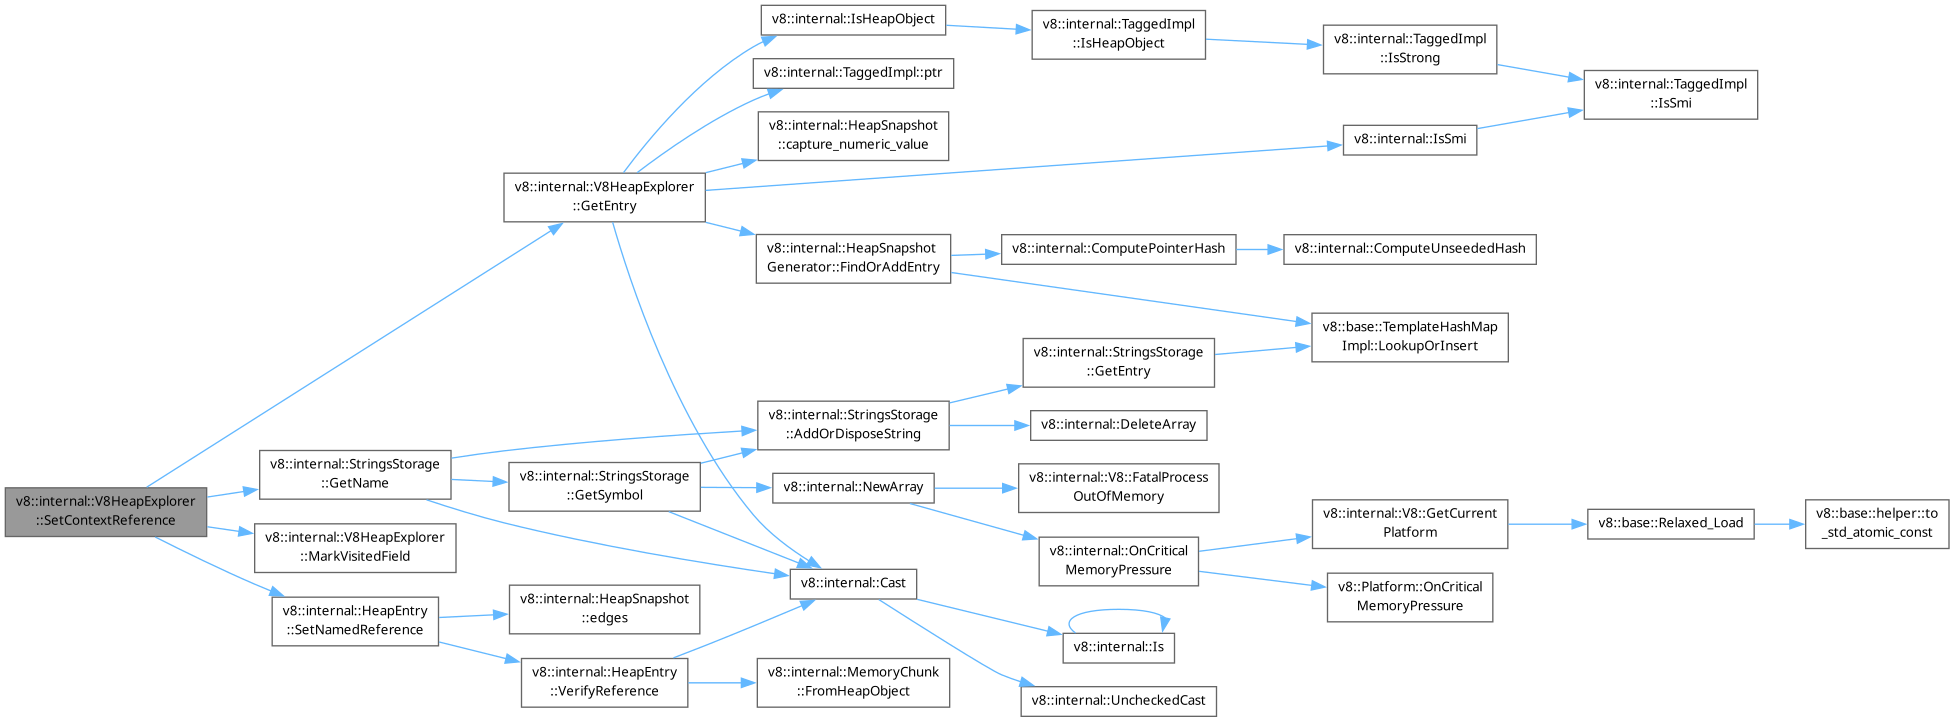 v8::internal::V8HeapExplorer
::SetContextReference
v8::internal::V8HeapExplorer
::GetEntry
v8::internal::IsHeapObject
v8::internal::TaggedImpl
::IsHeapObject
v8::internal::TaggedImpl
::IsStrong
v8::internal::TaggedImpl
::IsSmi
v8::internal::TaggedImpl::ptr
v8::internal::HeapSnapshot
::capture_numeric_value
v8::internal::IsSmi
v8::internal::HeapSnapshot
Generator::FindOrAddEntry
v8::internal::ComputePointerHash
v8::internal::ComputeUnseededHash
v8::base::TemplateHashMap
Impl::LookupOrInsert
v8::internal::StringsStorage
::GetName
v8::internal::StringsStorage
::GetSymbol
v8::internal::StringsStorage
::AddOrDisposeString
v8::internal::StringsStorage
::GetEntry
v8::internal::DeleteArray
v8::internal::NewArray
v8::internal::V8::FatalProcess
OutOfMemory
v8::internal::OnCritical
MemoryPressure
v8::internal::V8::GetCurrent
Platform
v8::base::Relaxed_Load
v8::base::helper::to
_std_atomic_const
v8::Platform::OnCritical
MemoryPressure
v8::internal::V8HeapExplorer
::MarkVisitedField
v8::internal::HeapEntry
::SetNamedReference
v8::internal::HeapSnapshot
::edges
v8::internal::HeapEntry
::VerifyReference
v8::internal::Cast
v8::internal::Is
v8::internal::UncheckedCast
v8::internal::MemoryChunk
::FromHeapObject